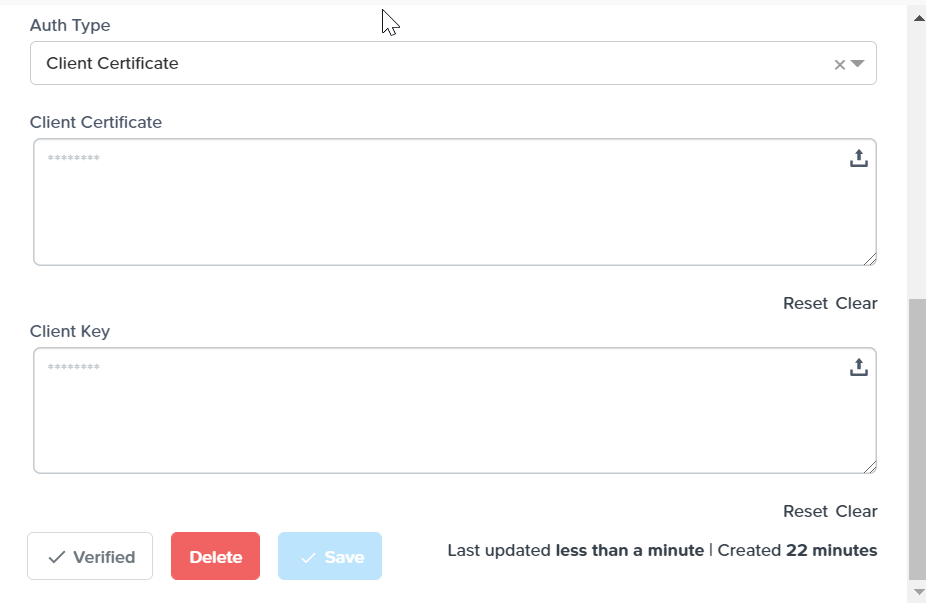 Auth Type
Client Certificate
Client Certificate
********
Reset Clear
Client Key
********
Reset Clear
Verified Delete Save Last updated less than a minute | Created 22 minutes